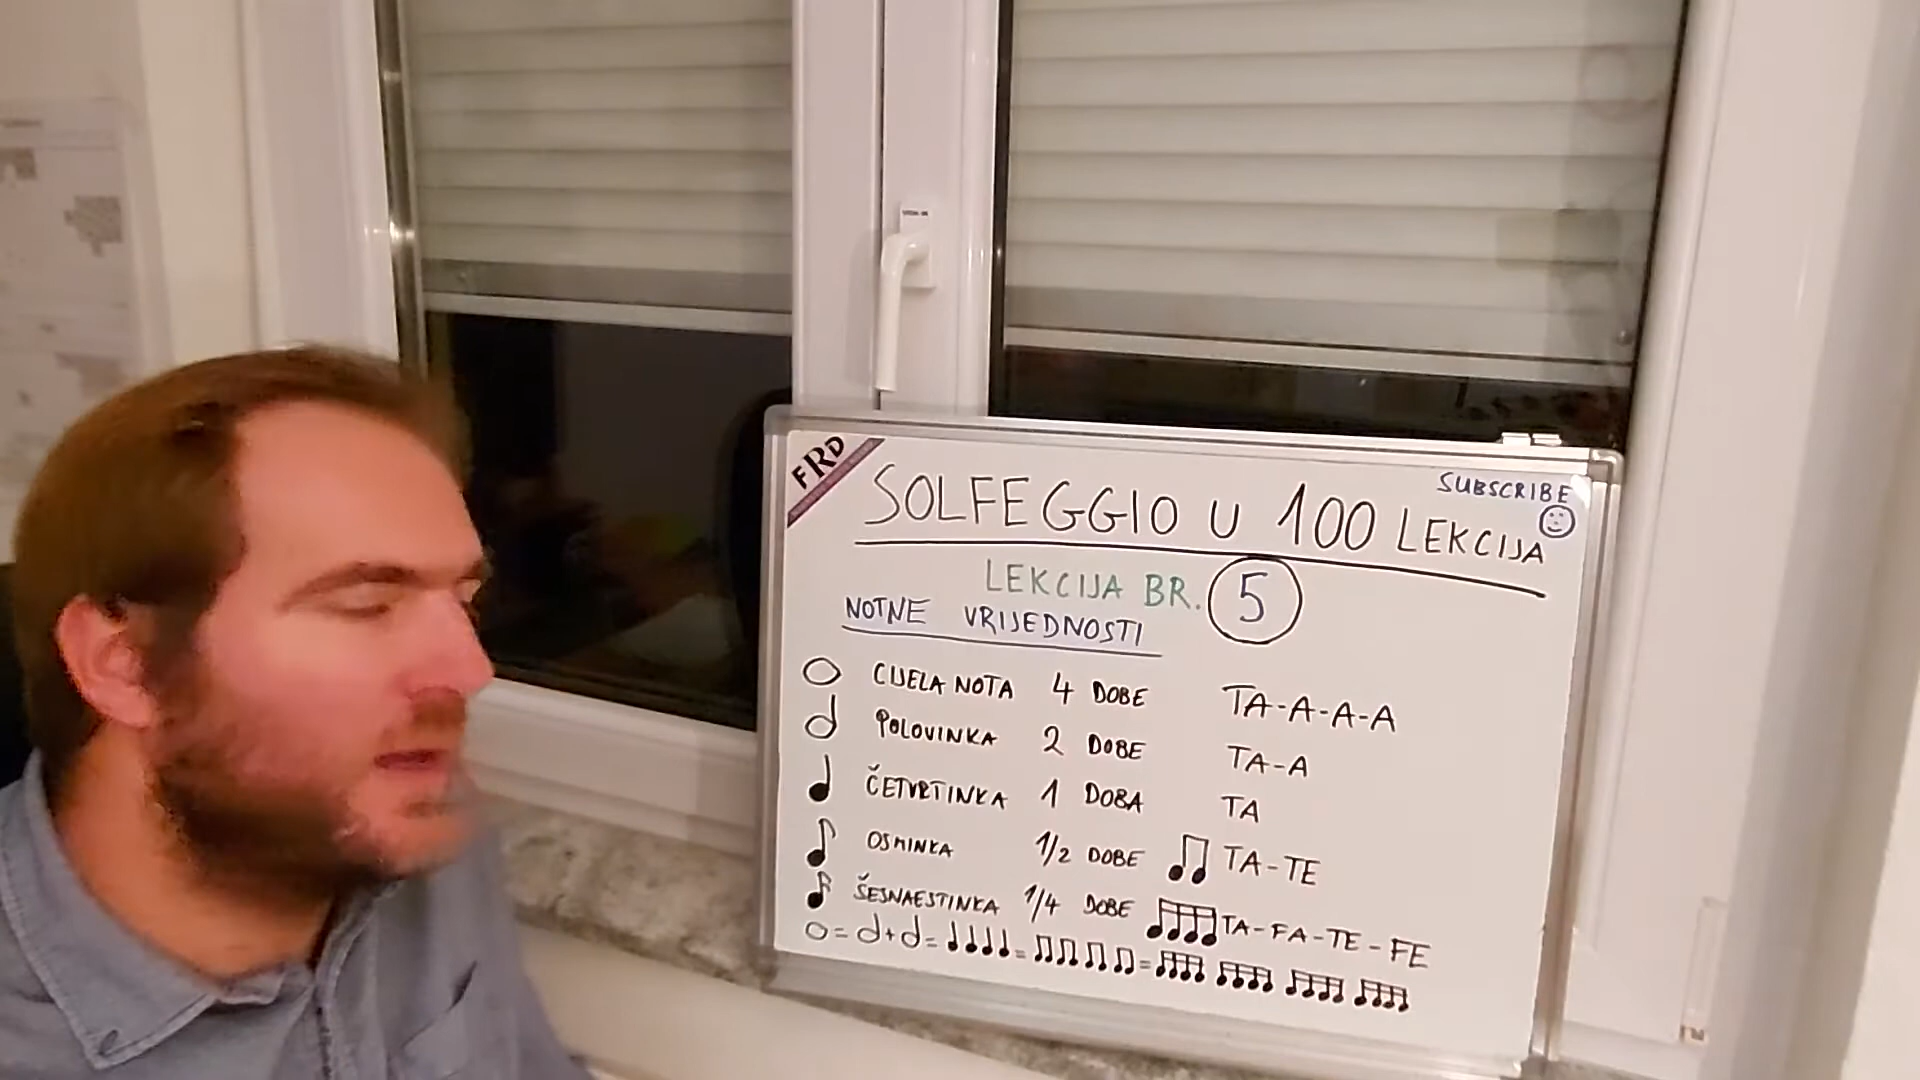 FRD
SOLFEGGIO U 100 LEKCIJA
SUBSCRIBE
LEKCIJA BR. 5
NOTNE VRIJEDNOSTI
CIJELA NOTA 4 DOBE TA-A-A-A
POLOVINKA 2 DOBE TA-A
ČETVRTINKA 1 DOBA TA
OSMINKA 1/2 DOBE TA-TE
ŠESNAESTINKA 1/4 DOBE TA-FA-TE-FE